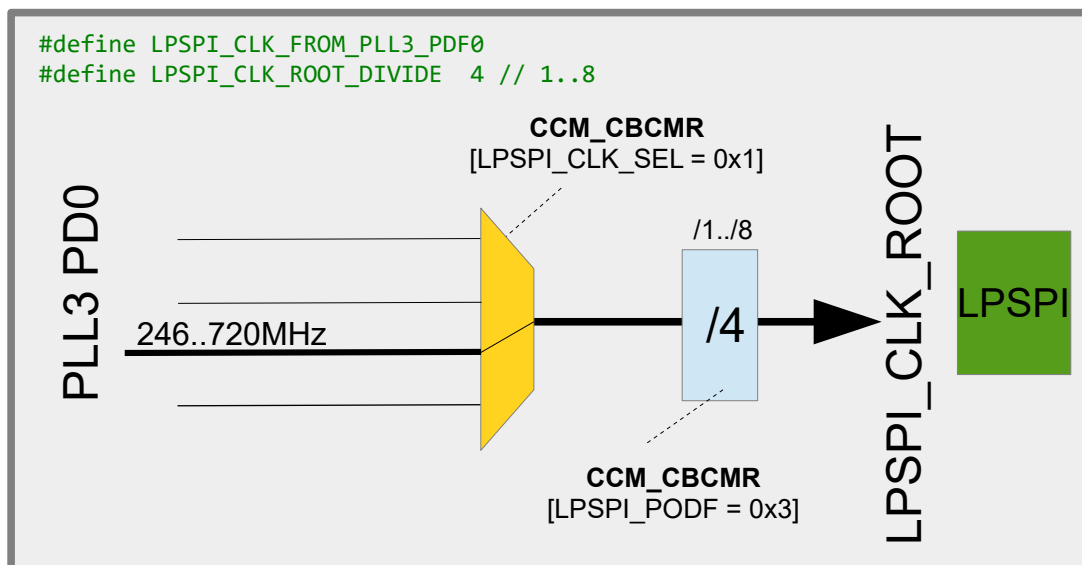 #define LPSPI_CLK_FROM_PLL3_PDF0
#define LPSPI_CLK_ROOT_DIVIDE  4 // 1..8
CCM_CBCMR
[LPSPI_CLK_SEL = 0x1]
PLL3 PD0
246..720MHz
/1../8
/4
LPSPI_CLK_ROOT
LPSPI
CCM_CBCMR
[LPSPI_PODF = 0x3]